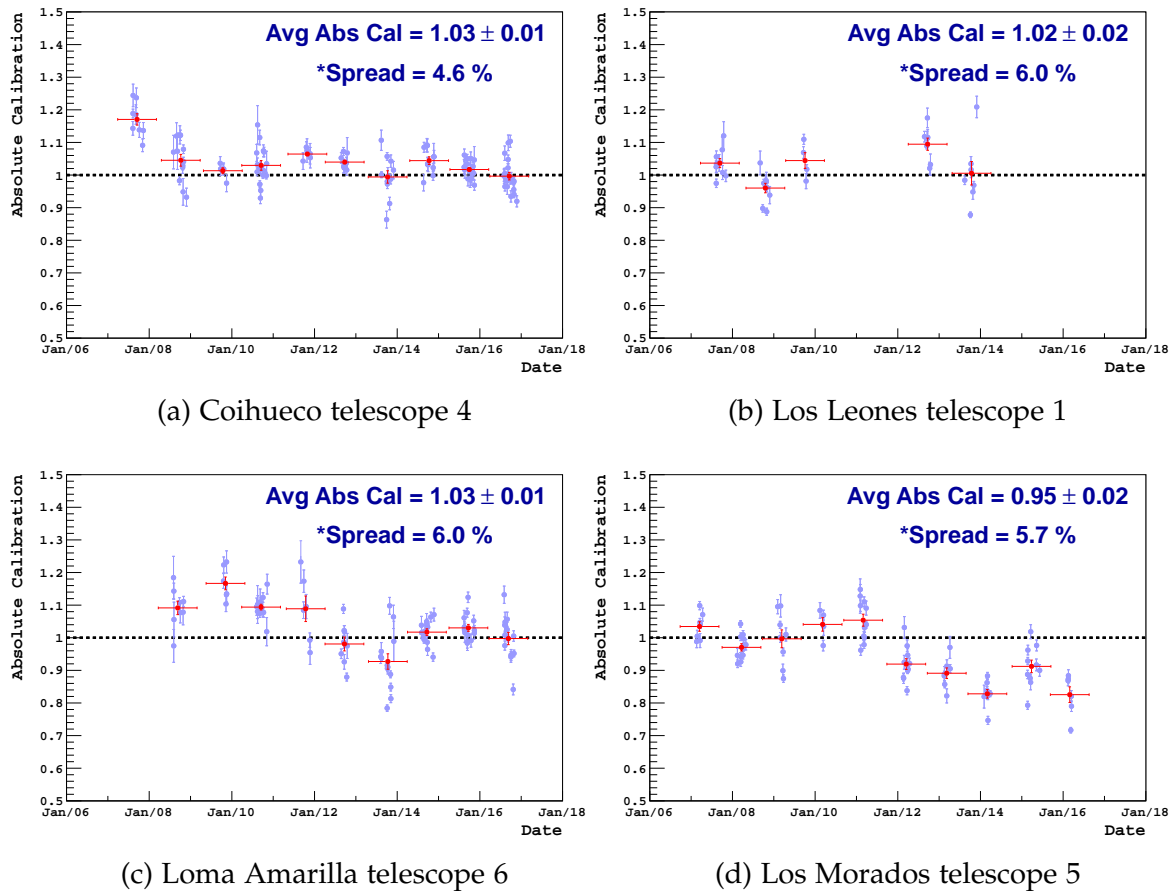 1.5
1.4
1.3
1.2
1.1
1
0.9
0.8
0.7
0.6
0.5
Absolute Calibration
Avg Abs Cal = 1.03 ± 0.01
*Spread = 4.6 %
Jan/06 Jan/08 Jan/10 Jan/12 Jan/14 Jan/16 Jan/18
Date
(a) Coihueco telescope 4
1.5
1.4
1.3
1.2
1.1
1
0.9
0.8
0.7
0.6
0.5
Absolute Calibration
Avg Abs Cal = 1.02 ± 0.02
*Spread = 6.0 %
Jan/06 Jan/08 Jan/10 Jan/12 Jan/14 Jan/16 Jan/18
Date
(b) Los Leones telescope 1
1.5
1.4
1.3
1.2
1.1
1
0.9
0.8
0.7
0.6
0.5
Absolute Calibration
Avg Abs Cal = 1.03 ± 0.01
*Spread = 6.0 %
Jan/06 Jan/08 Jan/10 Jan/12 Jan/14 Jan/16 Jan/18
Date
(c) Loma Amarilla telescope 6
1.5
1.4
1.3
1.2
1.1
1
0.9
0.8
0.7
0.6
0.5
Absolute Calibration
Avg Abs Cal = 0.95 ± 0.02
*Spread = 5.7 %
Jan/06 Jan/08 Jan/10 Jan/12 Jan/14 Jan/16 Jan/18
Date
(d) Los Morados telescope 5